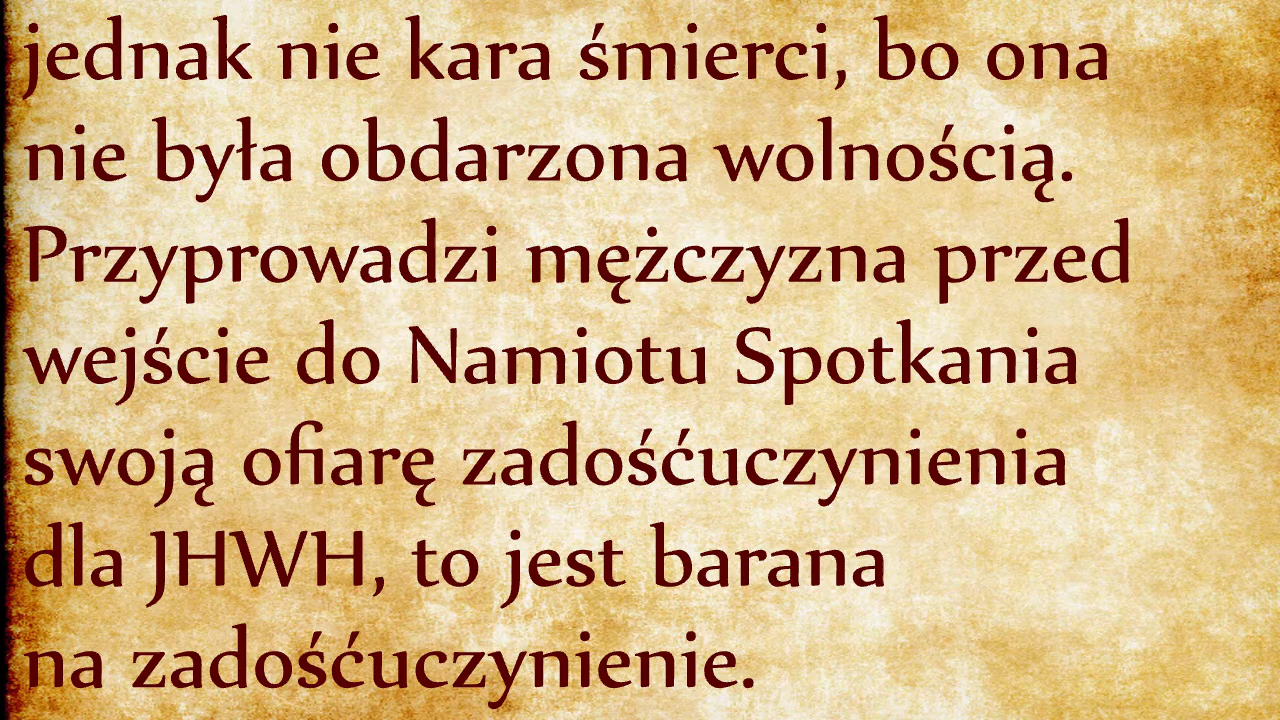 jednak nie kara śmierci, bo ona
nie była obdarzona wolnością.
Przyprowadzi mężczyzna przed
wejście do Namiotu Spotkania
swoją ofiarę zadośćuczynienia
dla JHWH, to jest barana
na zadośćuczynienie.